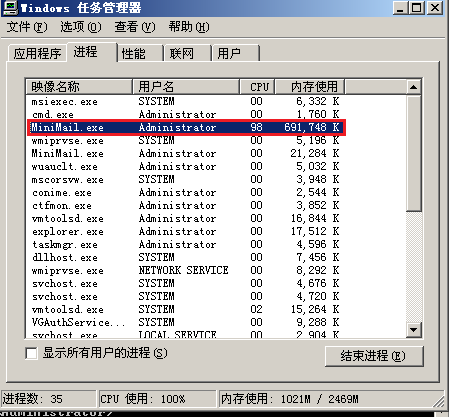 Windows 任务管理器
文件(F) 选项(O) 查看(V) 帮助(H)
应用程序 进程 性能 联网 用户
映像名称 用户名 CPU 内存使用
msiexec.exe SYSTEM 00 6,332 K
cmd.exe Administrator 00 1,760 K
MiniMail.exe Administrator 98 691,748 K
wmiprvse.exe SYSTEM 00 5,196 K
MiniMail.exe Administrator 00 21,284 K
wuauclt.exe Administrator 00 5,032 K
mscorsvw.exe SYSTEM 00 3,948 K
conime.exe Administrator 00 2,544 K
ctfmon.exe Administrator 00 3,852 K
vmtoolsd.exe Administrator 00 16,844 K
explorer.exe Administrator 00 17,512 K
taskmgr.exe Administrator 00 4,596 K
dllhost.exe SYSTEM 00 7,456 K
wmiprvse.exe NETWORK SERVICE 00 8,292 K
svchost.exe SYSTEM 00 4,676 K
svchost.exe SYSTEM 00 4,720 K
vmtoolsd.exe SYSTEM 02 15,264 K
VGAuthService... SYSTEM 00 9,288 K
svchost.exe LOCAL SERVICE 00 2,904 K
显示所有用户的进程(S) 结束进程(E)
进程数: 35 CPU 使用: 100% 内存使用: 1021M / 2469M
Administrator>